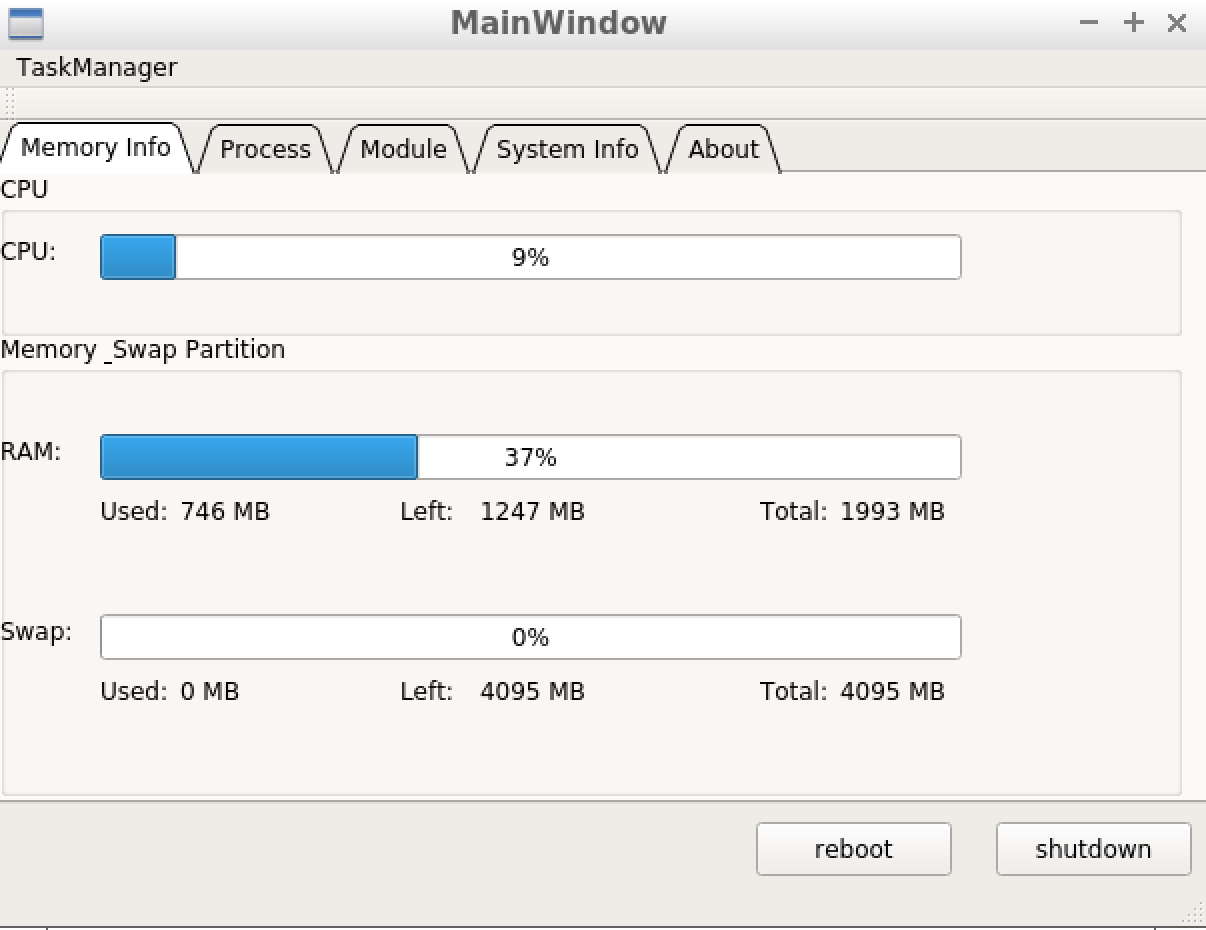 MainWindow
TaskManager
Memory Info Process Module System Info About
CPU
CPU: 9%
Memory _Swap Partition
RAM: 37%
Used: 746 MB Left: 1247 MB Total: 1993 MB
Swap: 0%
Used: 0 MB Left: 4095 MB Total: 4095 MB
reboot shutdown